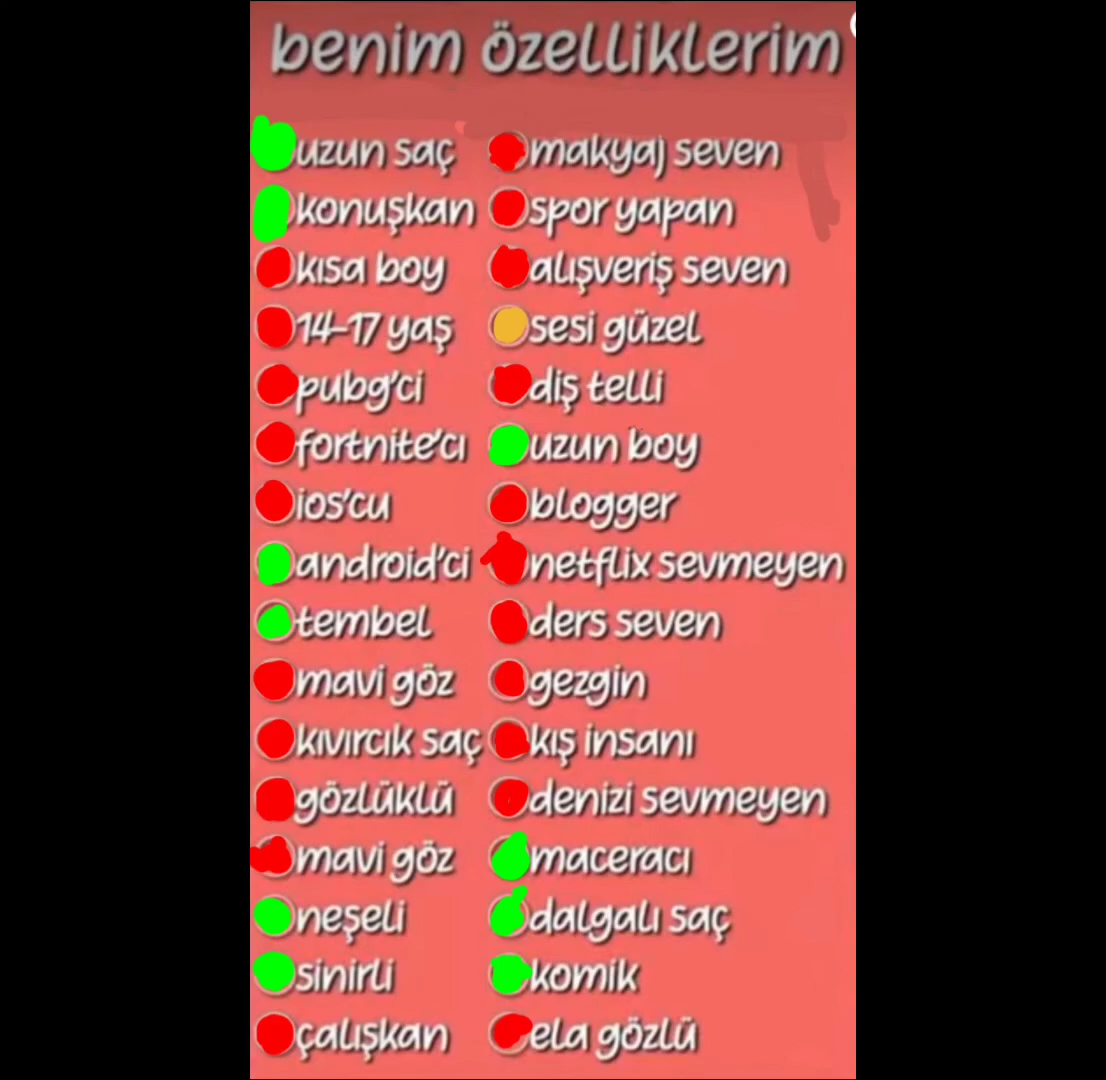 benim özelliklerim
uzun saç
konuşkan
kısa boy
14-17 yaş
pubg'ci
fortnite'cı
ios'cu
android'ci
tembel
mavi göz
kıvırcık saç
gözlüklü
mavi göz
neşeli
sinirli
çalışkan
makyaj seven
spor yapan
alışveriş seven
sesi güzel
diş telli
uzun boy
blogger
netflix sevmeyen
ders seven
gezgin
kış insanı
denizi sevmeyen
maceracı
dalgalı saç
komik
ela gözlü